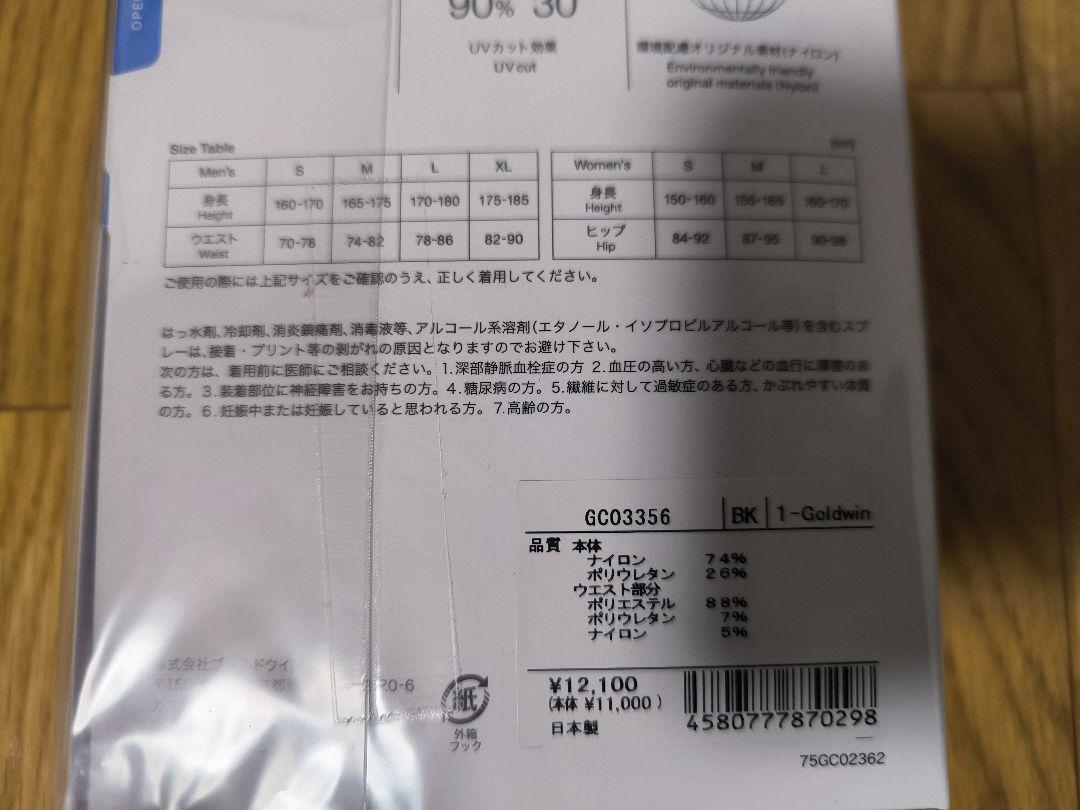 OPEN
90% 30
UVカット効果
UV cut
環境配慮オリジナル素材(ナイロン)
Environmentally friendly
original materials (Nylon)
Size Table
(cm)
Men's S M L XL
身長 Height 160-170 165-175 170-180 175-185
ウエスト Waist 70-78 74-82 78-86 82-90
Women's S M L
身長 Height 150-160 155-165 160-170
ヒップ Hip 84-92 87-95 90-98
ご使用の際には上記サイズをご確認のうえ、正しく着用してください。
はっ水剤、冷却剤、消炎鎮痛剤、消毒液等、アルコール系溶剤(エタノール・イソプロピルアルコール等)を含むスプ
レーは、接着・プリント等の剥がれの原因となりますのでお避け下さい。
次の方は、着用前に医師にご相談ください。1.深部静脈血栓症の方 2.血圧の高い方、心臓などの血行に障害のあ
る方。3.装着部位に神経障害をお持ちの方。4.糖尿病の方。5.繊維に対して過敏症のある方、かぶれやすい体質
の方。6.妊娠中または妊娠していると思われる方。7.高齢の方。
GC03356 BK 1-Goldwin
品質 本体
ナイロン 74%
ポリウレタン 26%
ウエスト部分
ポリエステル 88%
ポリウレタン 7%
ナイロン 5%
¥12,100
(本体 ¥11,000)
日本製
4580777870298
75GC02362
式会社ゴールドウイ
〒150
20-6
紙
外箱
フック